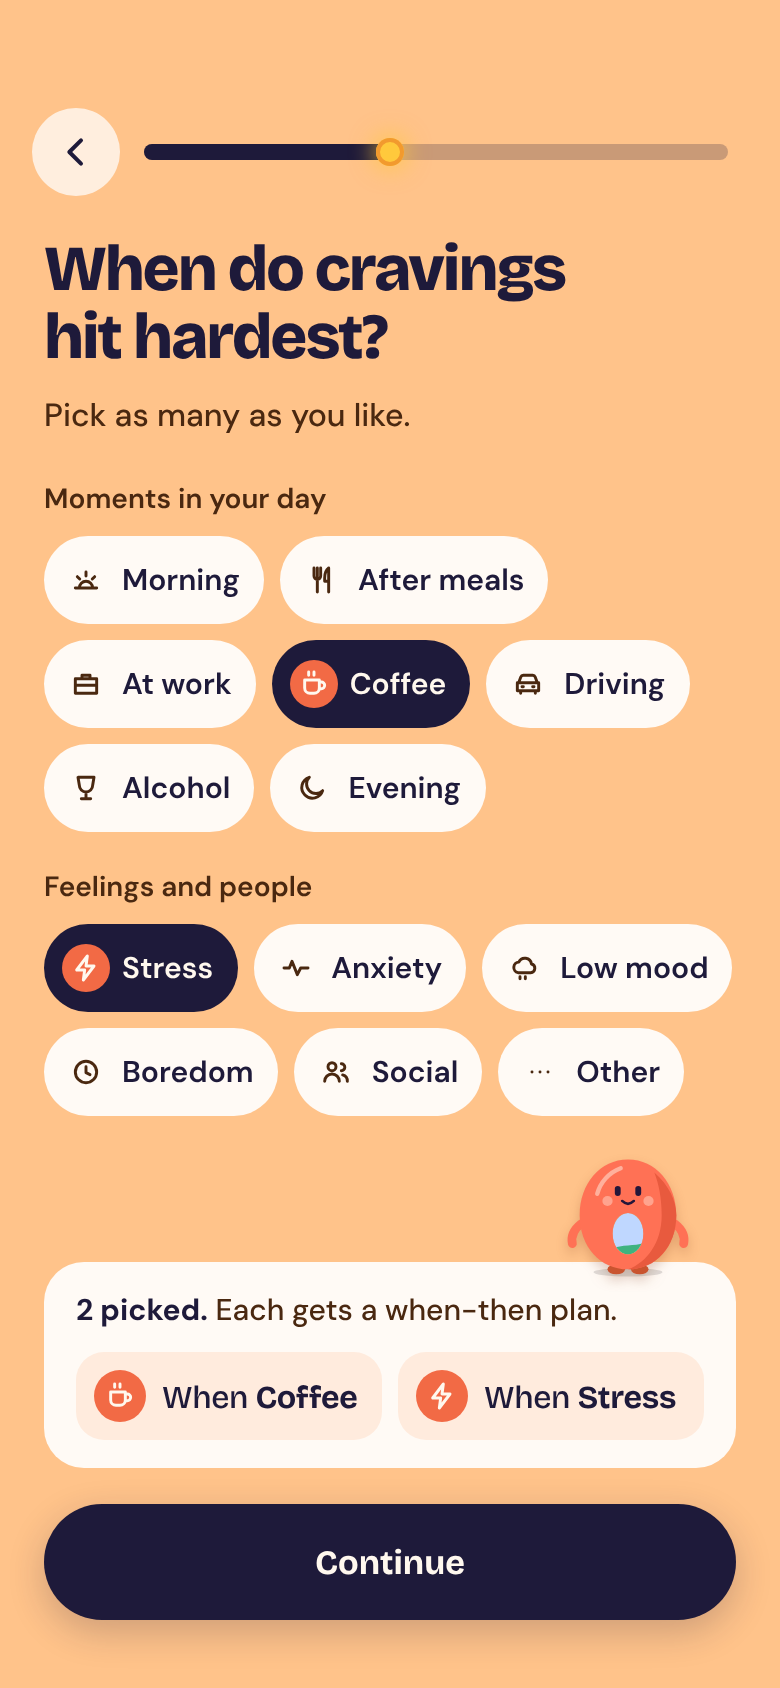 When do cravings
hit hardest?
Pick as many as you like.
Moments in your day
Morning
After meals
At work
Coffee
Driving
Alcohol
Evening
Feelings and people
Stress
Anxiety
Low mood
Boredom
Social
Other
2 picked. Each gets a when-then plan.
When Coffee
When Stress
Continue